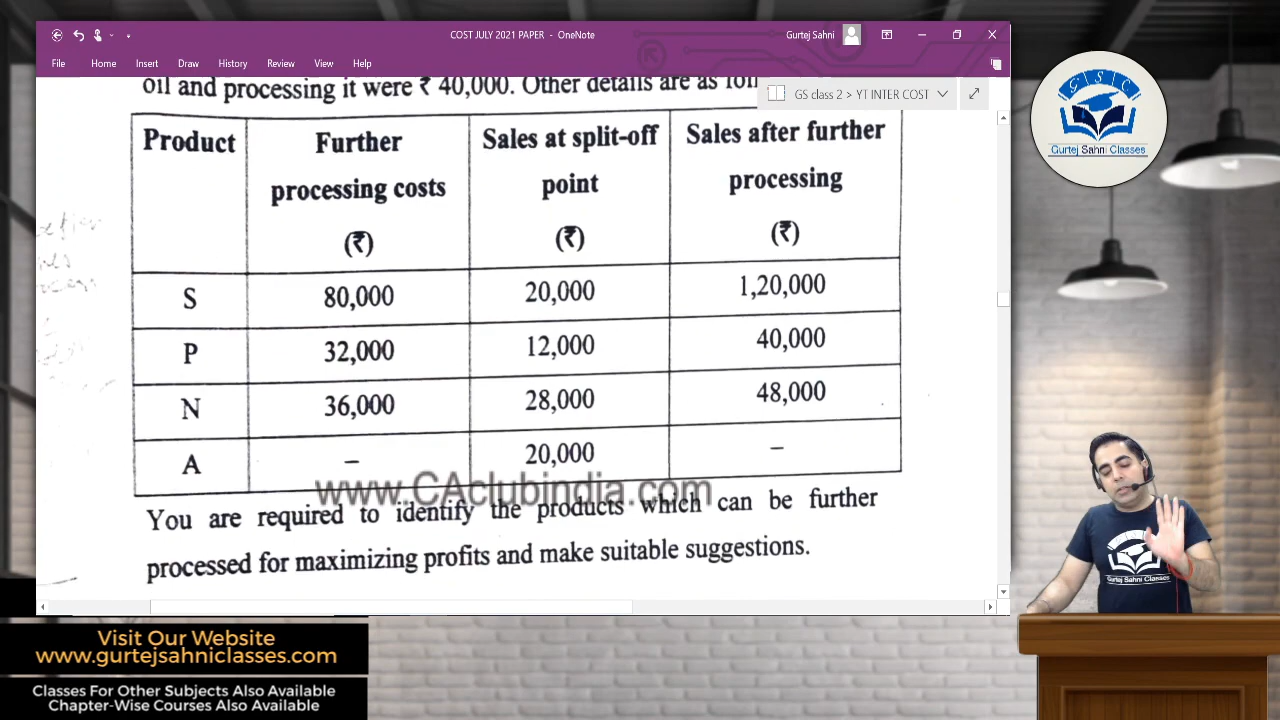 COST JULY 2021 PAPER - OneNote
Gurtej Sahni
File Home Insert Draw History Review View Help
GS class 2 > Y1 INTER COST
oil and processing it were ₹ 40,000. Other details are as
Product
Further processing costs (₹)
Sales at split-off point (₹)
Sales after further processing (₹)
S 80,000 20,000 1,20,000
P 32,000 12,000 40,000
N 36,000 28,000 48,000
A – 20,000 –
www.CAclubindia.com
You are required to identify the products which can be further
processed for maximizing profits and make suitable suggestions.
GSC
Gurtej Sahni Classes
Gurtej Sahni Classes
Visit Our Website
www.gurtejsahniclasses.com
Classes For Other Subjects Also Available
Chapter-Wise Courses Also Available